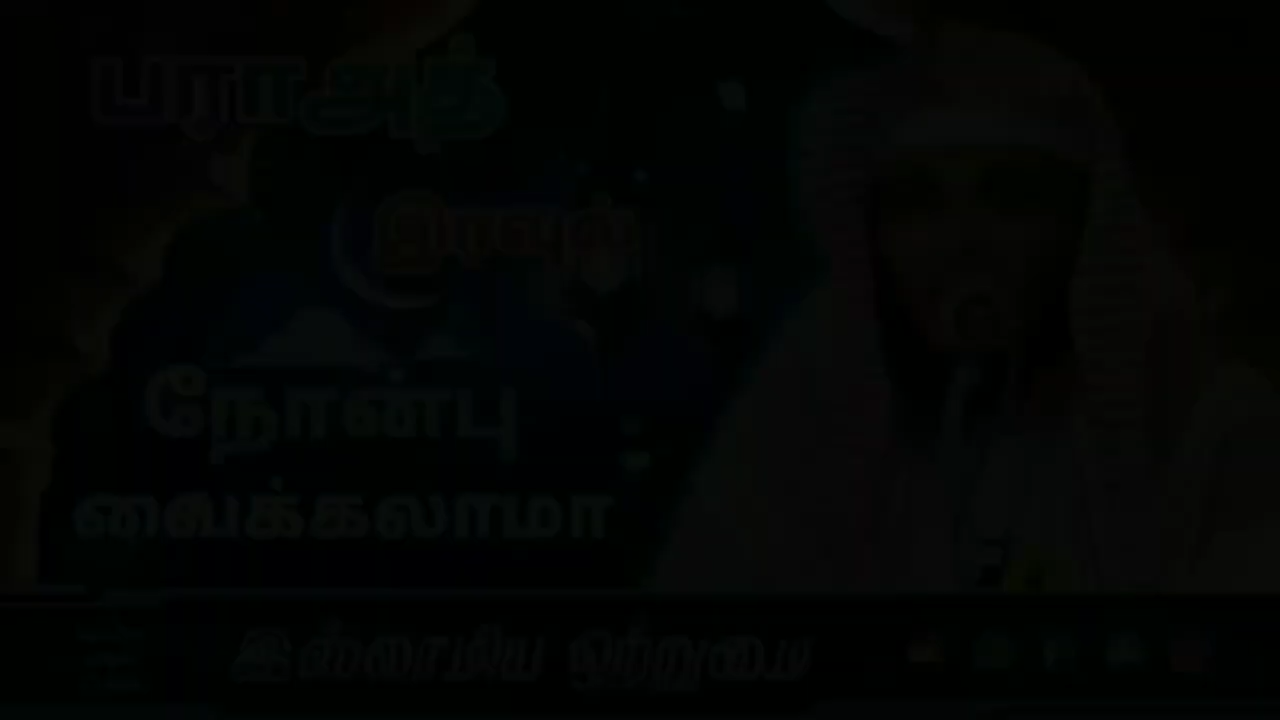 பராஅத்
இரவுல்
நோன்பு
வைக்கலாமா
இஸ்லாமிய ஒற்றுமை